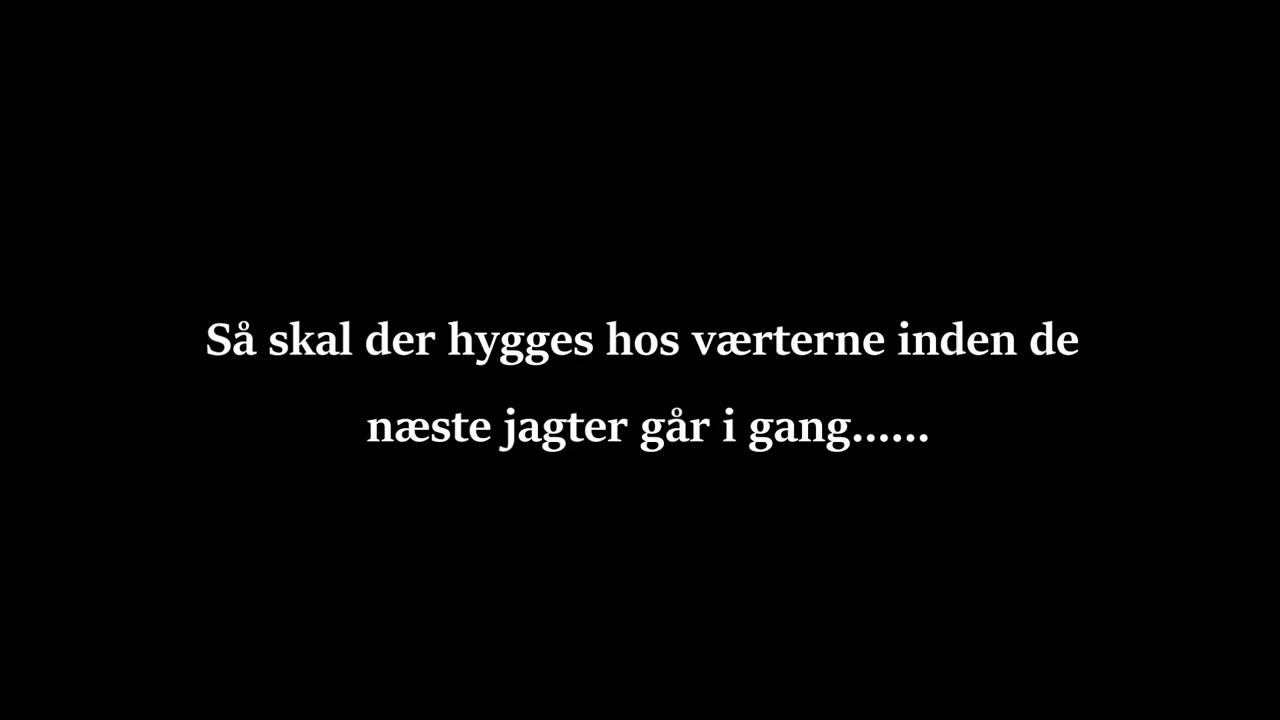 Så skal der hygges hos værterne inden de
næste jagter går i gang......